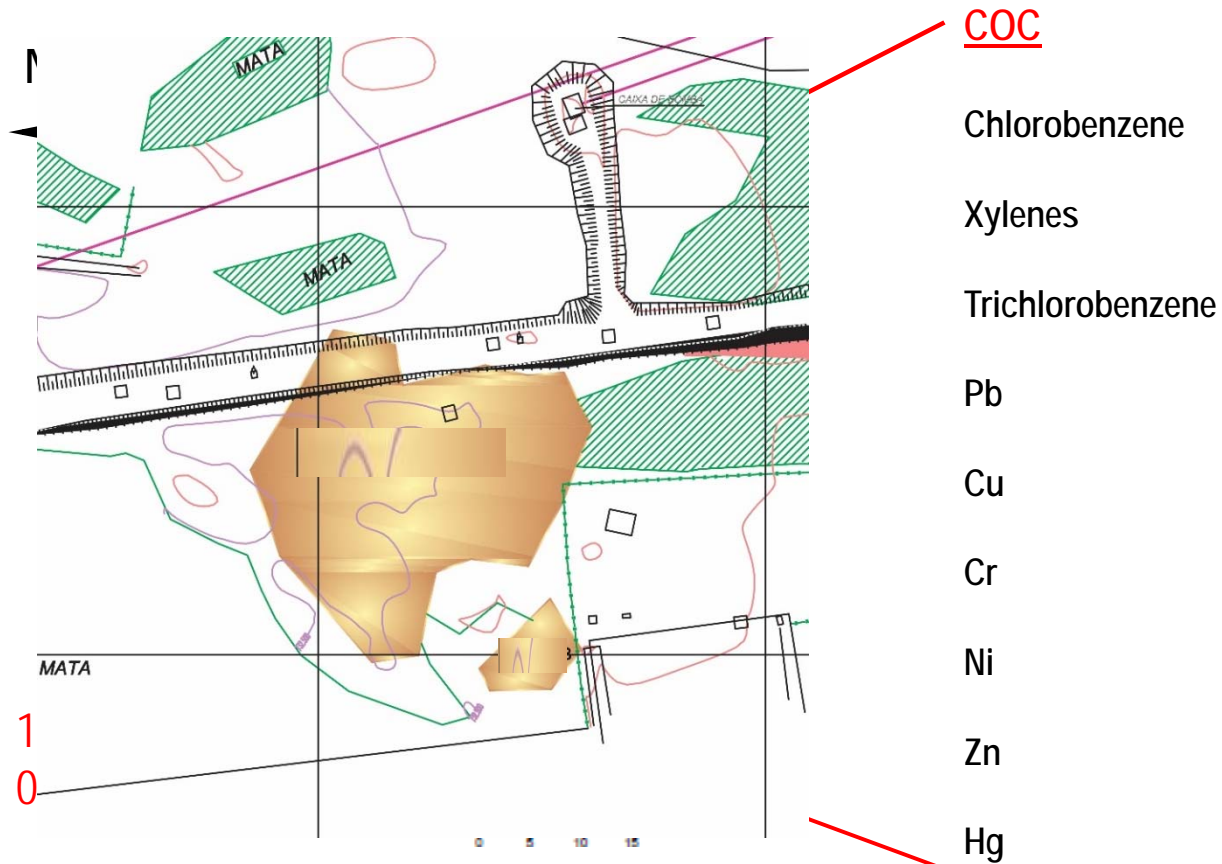 COC
MATA
CAIXA DE BOMBA
Chlorobenzene
Xylenes
MATA
Trichlorobenzene
Pb
Cu
Cr
Ni
MATA
1
0
Zn
Hg
0 5 10 15